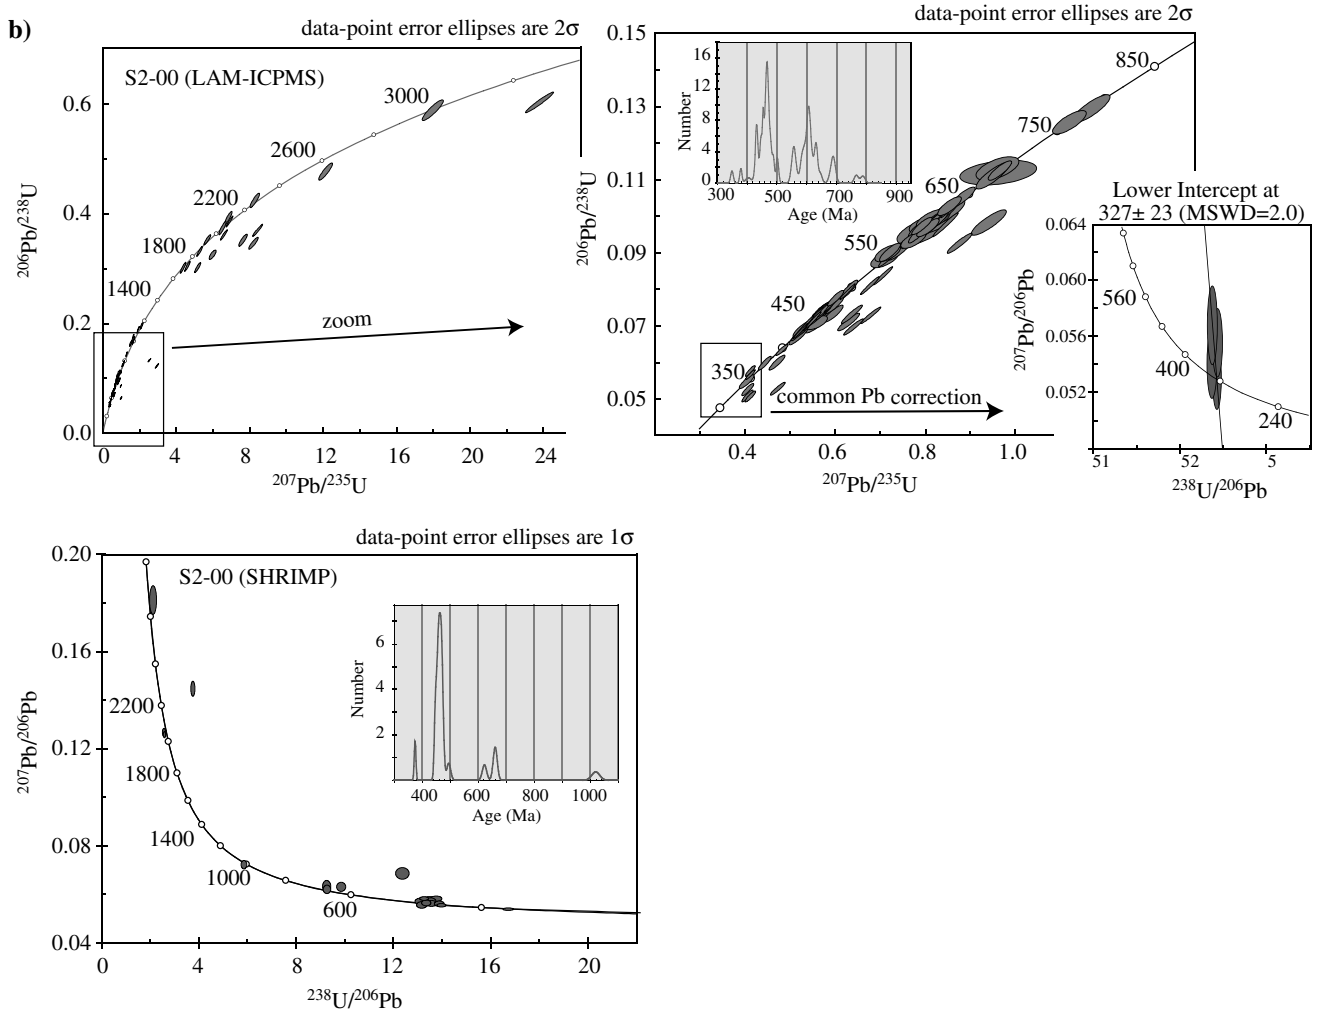 b)
data-point error ellipses are 2σ
S2-00 (LAM-ICPMS)
3000
2600
2200
1800
1400
zoom
0.6
0.4
0.2
0.0
206Pb/238U
0 4 8 12 16 20 24
207Pb/235U
data-point error ellipses are 2σ
0.15
0.13
0.11
0.09
0.07
0.05
206Pb/238U
850
750
650
550
450
350
common Pb correction
0.4 0.6 0.8 1.0
207Pb/235U
16
12
8
4
0
Number
300 500 700 900
Age (Ma)
Lower Intercept at
327± 23 (MSWD=2.0)
0.064
0.060
0.056
0.052
207Pb/206Pb
560
400
240
51 52 5
238U/206Pb
data-point error ellipses are 1σ
S2-00 (SHRIMP)
0.20
0.16
0.12
0.08
0.04
207Pb/206Pb
2200
1800
1400
1000
600
0 4 8 12 16 20
238U/206Pb
6
4
2
Number
400 600 800 1000
Age (Ma)